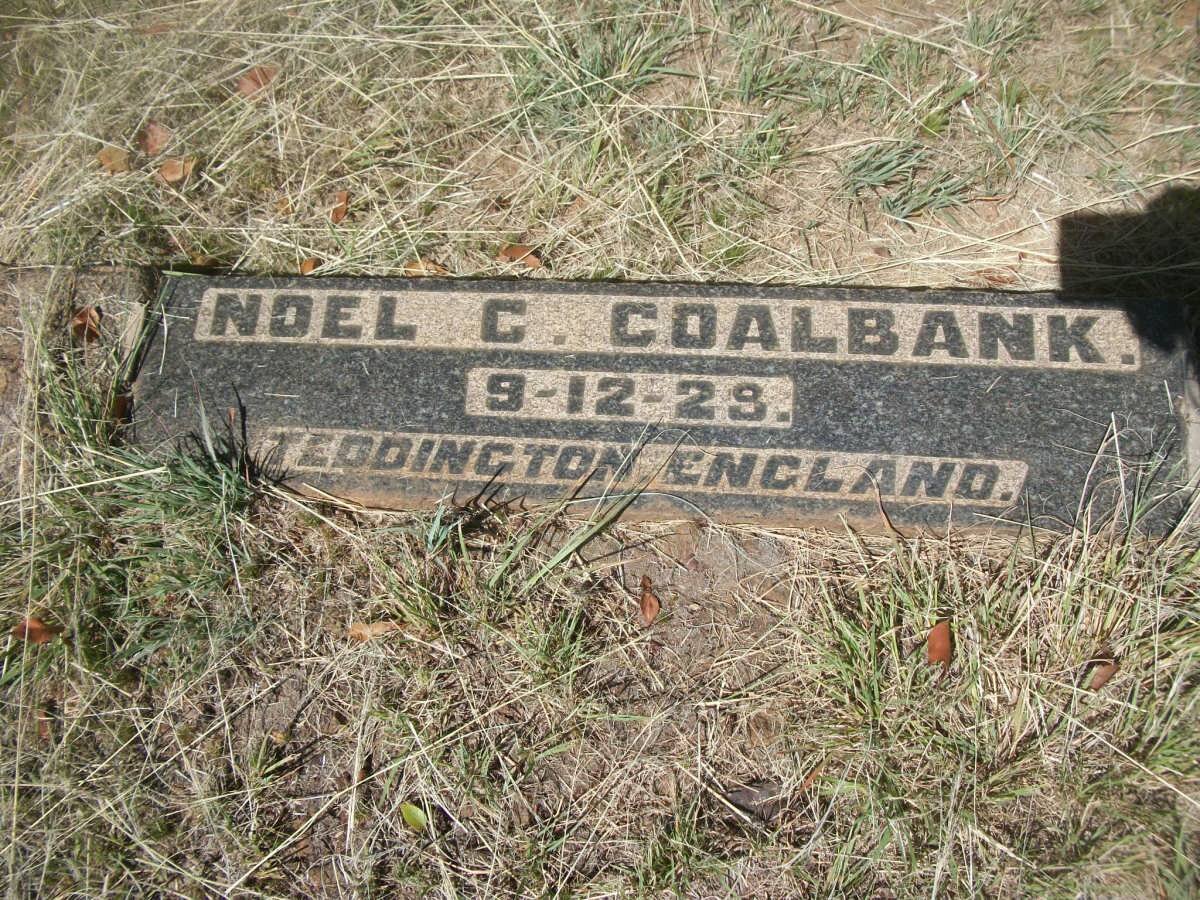 NOEL C. COALBANK.
9-12-29.
TEDDINGTON ENGLAND.